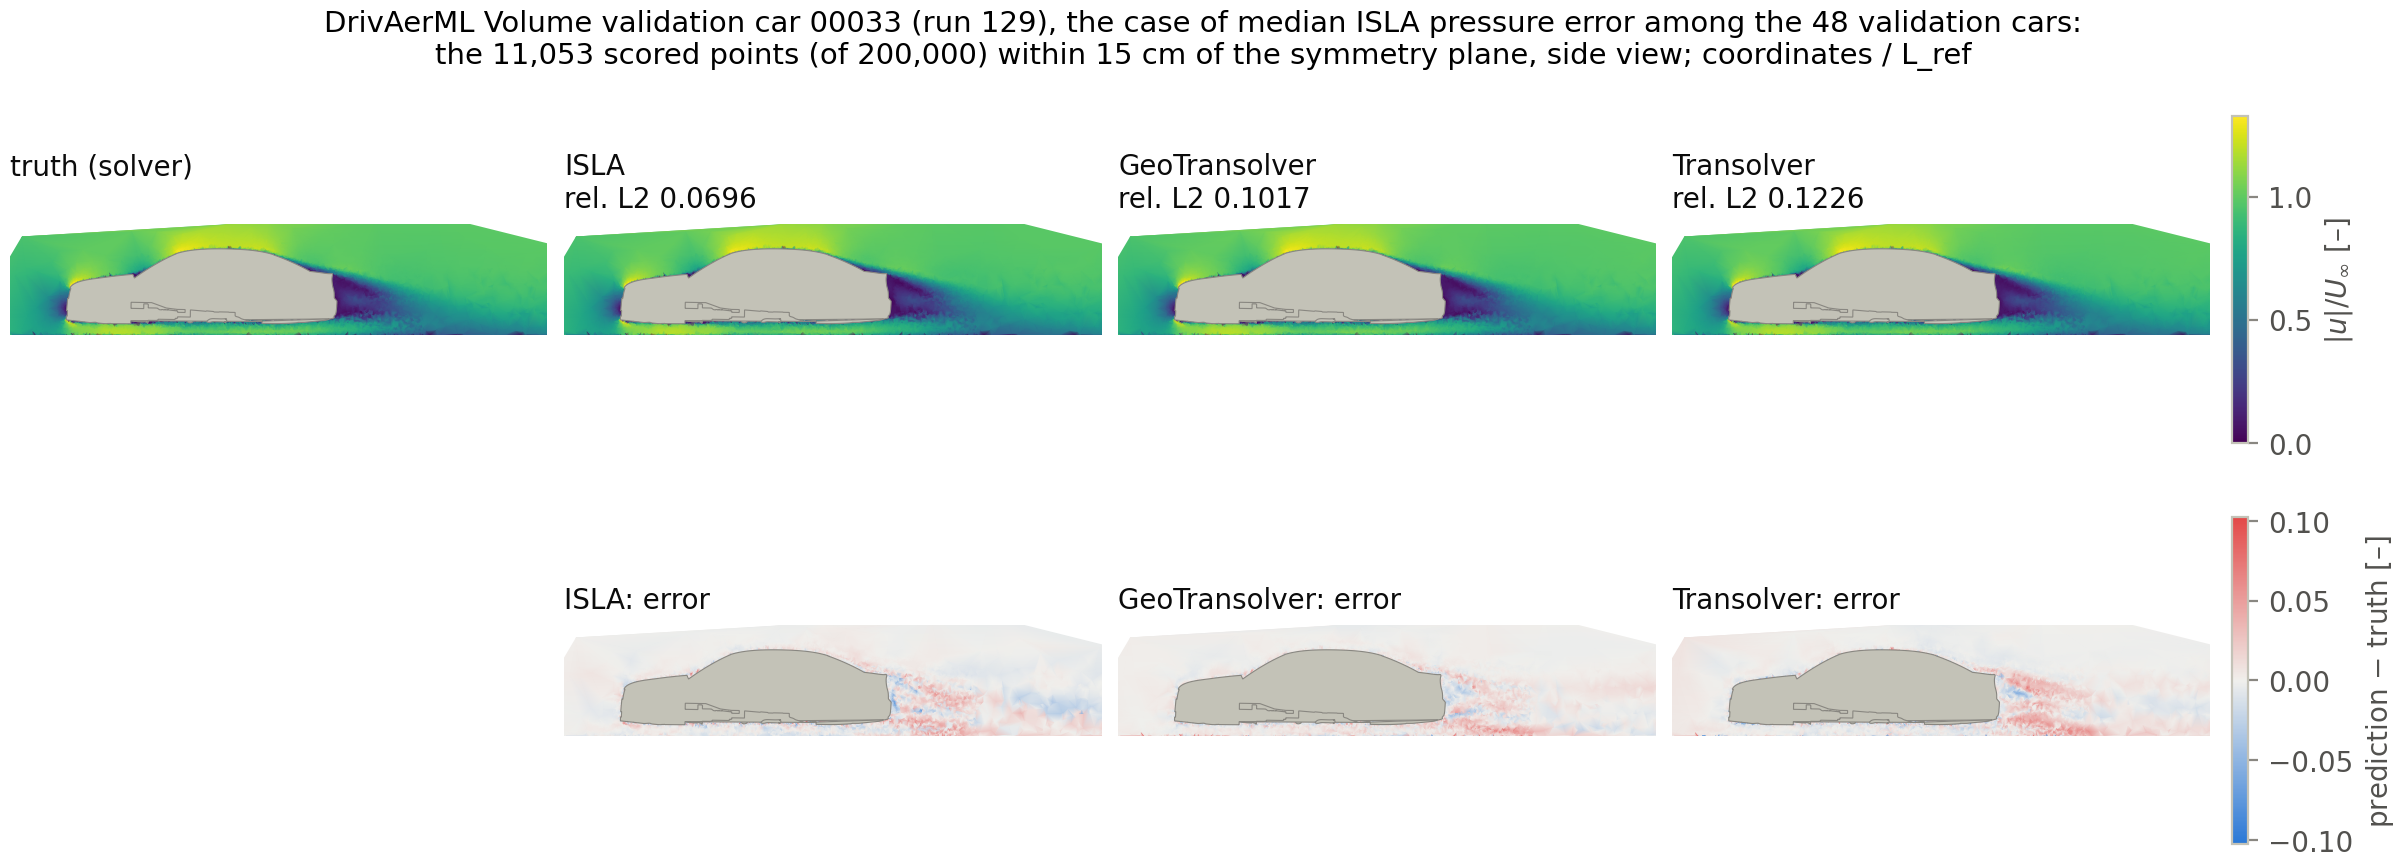 DrivAerML Volume validation car 00033 (run 129), the case of median ISLA pressure error among the 48 validation cars:
the 11,053 scored points (of 200,000) within 15 cm of the symmetry plane, side view; coordinates / L_ref
truth (solver)
ISLA
rel. L2 0.0696
GeoTransolver
rel. L2 0.1017
Transolver
rel. L2 0.1226
1.0
0.5
0.0
|u|/U∞ [–]
ISLA: error
GeoTransolver: error
Transolver: error
0.10
0.05
0.00
−0.05
−0.10
prediction − truth [–]